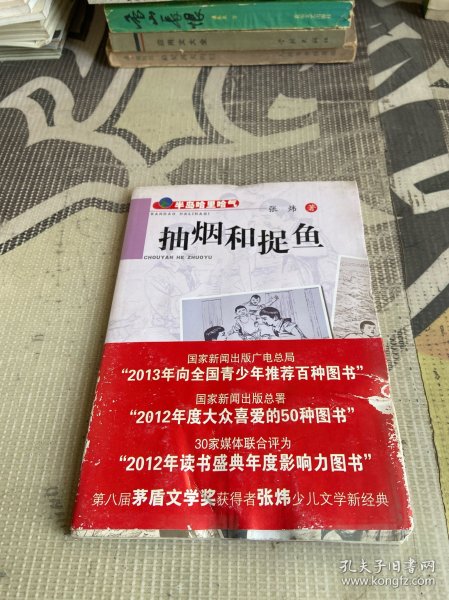 半岛哈里哈气
BANDAO HALIHAQI
张炜 著
抽烟和捉鱼
CHOUYAN HE ZHUOYU
国家新闻出版广电总局
“2013年向全国青少年推荐百种图书”
国家新闻出版总署
“2012年度大众喜爱的50种图书”
30家媒体联合评为
“2012年读书盛典年度影响力图书”
第八届茅盾文学奖获得者张炜少儿文学新经典
孔夫子旧书网
www.kongfz.com